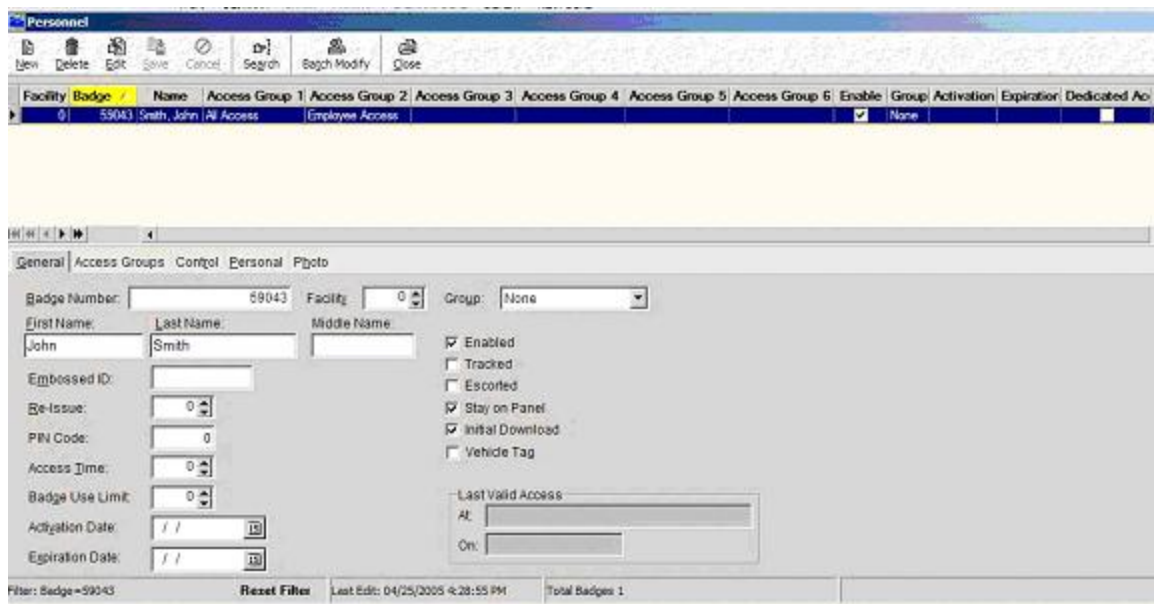 Personnel
New Delete Edit Save Cancel Search Batch Modify Close
Facility Badge / Name Access Group 1 Access Group 2 Access Group 3 Access Group 4 Access Group 5 Access Group 6 Enable Group Activation Expiration Dedicated Ac
0 59043 Smith, John All Access Employee Access None
General Access Groups Control Personal Photo
Badge Number: 59043 Facility 0 Group: None
First Name: Last Name: Middle Name:
John Smith
Enabled
Tracked
Embossed ID:
Escorted
Re-Issue: 0
Stay on Panel
Initial Download
PIN Code: 0
Vehicle Tag
Access Time: 0
Badge Use Limit: 0
Last Valid Access
At:
Activation Date: / / 15
On:
Expiration Date: / / 15
Filter: Badge=59043 Reset Filter Last Edit: 04/25/2005 4:28:55 PM Total Badges 1